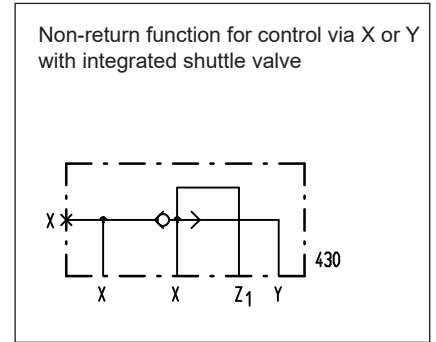 Non-return function for control via X or Y
with integrated shuttle valve
X
430
X X Z1 Y